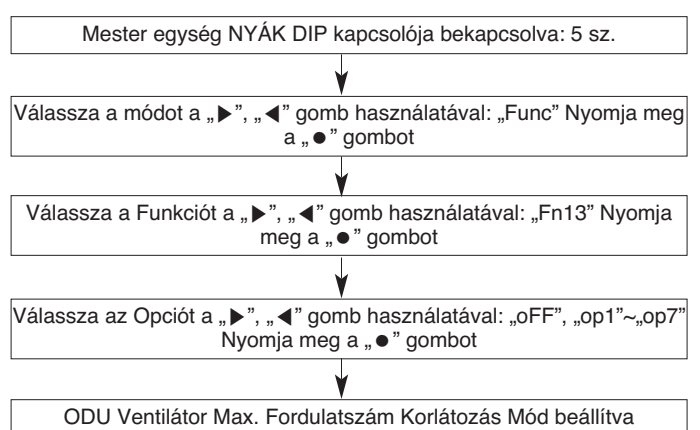 Mester egység NYÁK DIP kapcsolója bekapcsolva: 5 sz.
Válassza a módot a „▶”, „◀” gomb használatával: „Func” Nyomja meg
a „●” gombot
Válassza a Funkciót a „▶”, „◀” gomb használatával: „Fn13” Nyomja
meg a „●” gombot
Válassza az Opciót a „▶”, „◀” gomb használatával: „oFF”, „op1”~„op7”
Nyomja meg a „●” gombot
ODU Ventilátor Max. Fordulatszám Korlátozás Mód beállítva